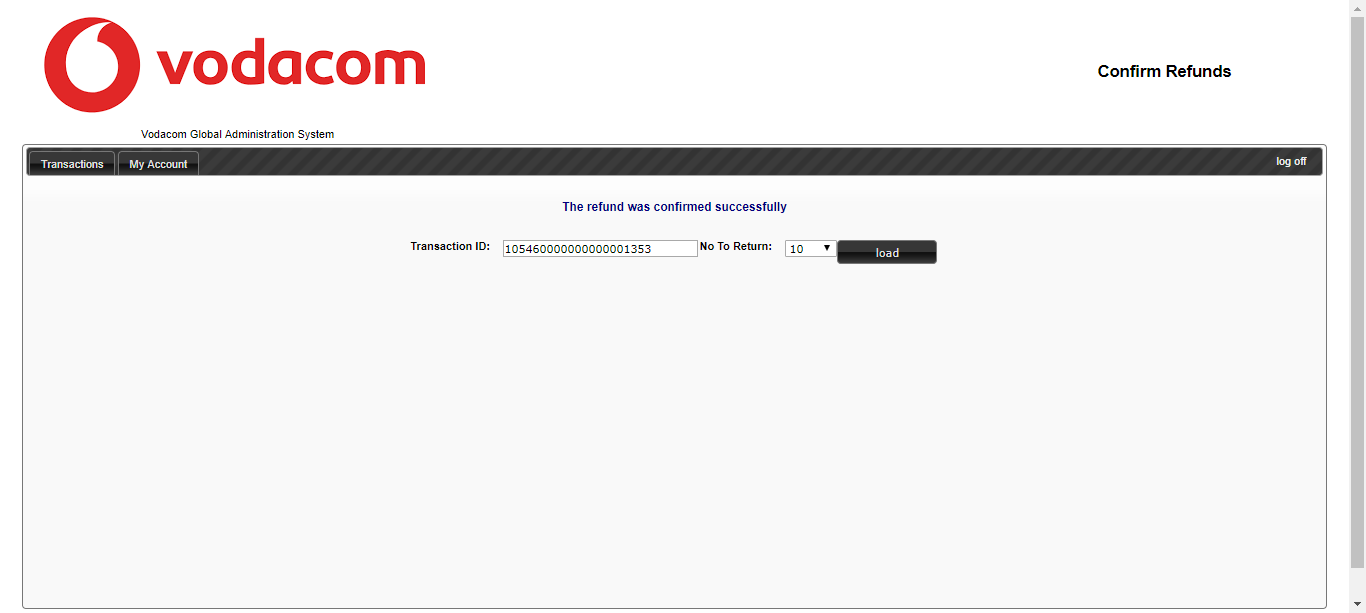 vodacom
Confirm Refunds
Vodacom Global Administration System
Transactions My Account log off
The refund was confirmed successfully
Transaction ID: 105460000000000001353 No To Return: 10 load